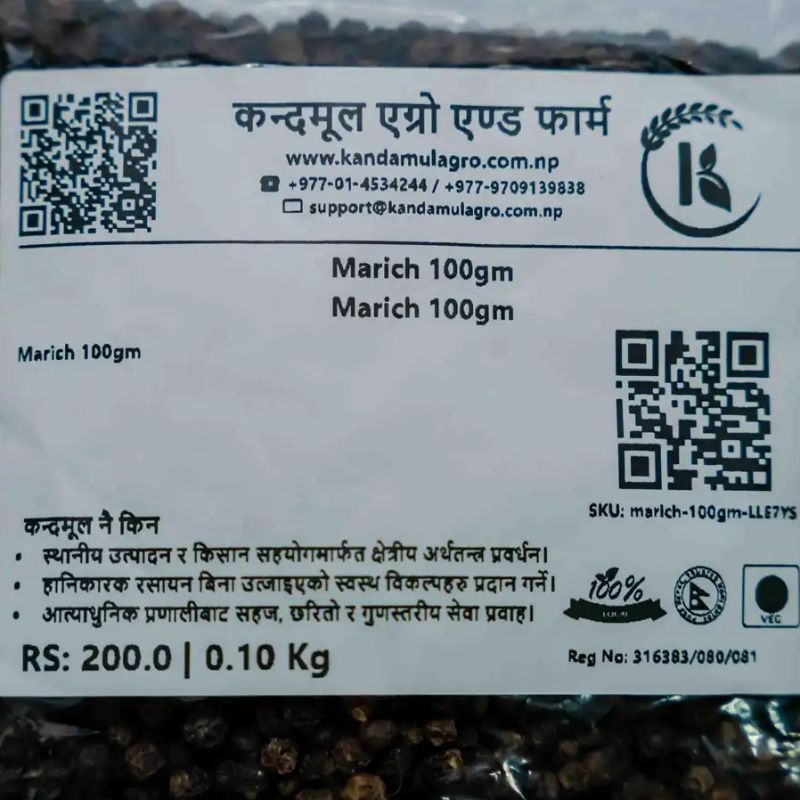 कन्दमूल एग्रो एण्ड फार्म
www.kandamulagro.com.np
+977-01-4534244 / +977-9709139838
support@kandamulagro.com.np
Marich 100gm
Marich 100gm
Marich 100gm
SKU: marich-100gm-LLE7YS
कन्दमूल नै किन
• स्थानीय उत्पादन र किसान सहयोगमार्फत क्षेत्रीय अर्थतन्त्र प्रवर्धन।
• हानिकारक रसायन बिना उत्जाइएको स्वस्थ विकल्पहरु प्रदान गर्ने।
• आत्याधुनिक प्रणालीबाट सहज, छरितो र गुणस्तरीय सेवा प्रवाह।
100%
LOCAL
VEG
RS: 200.0 | 0.10 Kg
Reg No: 316383/080/081